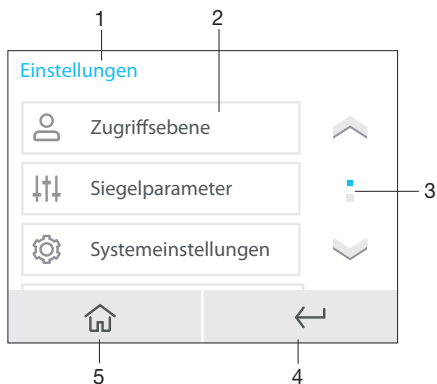 1
2
Einstellungen
Zugriffsebene
Siegelparameter
3
Systemeinstellungen
5
4